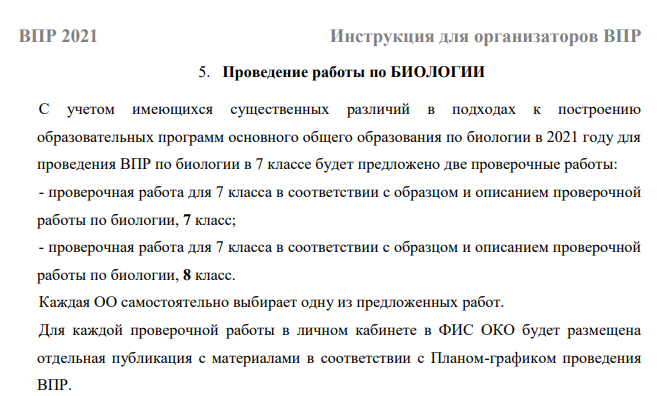 ВПР 2021 Инструкция для организаторов ВПР
5. Проведение работы по БИОЛОГИИ
С учетом имеющихся существенных различий в подходах к построению
образовательных программ основного общего образования по биологии в 2021 году для
проведения ВПР по биологии в 7 классе будет предложено две проверочные работы:
- проверочная работа для 7 класса в соответствии с образцом и описанием проверочной
работы по биологии, 7 класс;
- проверочная работа для 7 класса в соответствии с образцом и описанием проверочной
работы по биологии, 8 класс.
Каждая ОО самостоятельно выбирает одну из предложенных работ.
Для каждой проверочной работы в личном кабинете в ФИС ОКО будет размещена
отдельная публикация с материалами в соответствии с Планом-графиком проведения
ВПР.